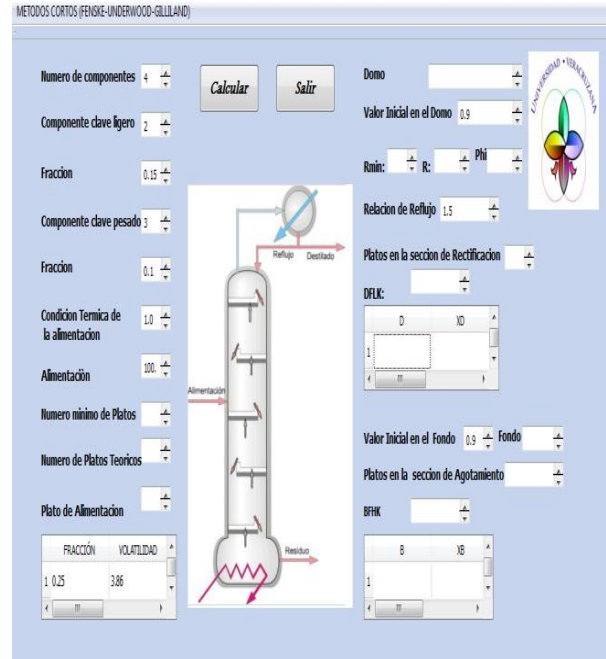 METODOS CORTOS (FENSKE-UNDERWOOD-GILLILAND)
Numero de componentes 4
Componente clave ligero 2
Fraccion 0.15
Componente clave pesado 3
Fraccion 0.1
Condicion Termica de
la alimentacion 1.0
Alimentaciòn 100.
Numero minimo de Platos
Numero de Platos Teoricos
Plato de Alimentacion
FRACCIÓN VOLATILIDAD
1 0.25 3.86
Calcular Salir
Reflujo Destilado
Alimentación
Residuo
Domo
Valor Inicial en el Domo 0.9
Rmin: R: Phi
Relacion de Reflujo 1.5
Platos en la seccion de Rectificacion
DFLK:
D XD
1
Valor Inicial en el Fondo 0.9 Fondo
Platos en la seccion de Agotamiento
BFHK
B XB
1
UNIVERSIDAD • VERACRUZANA